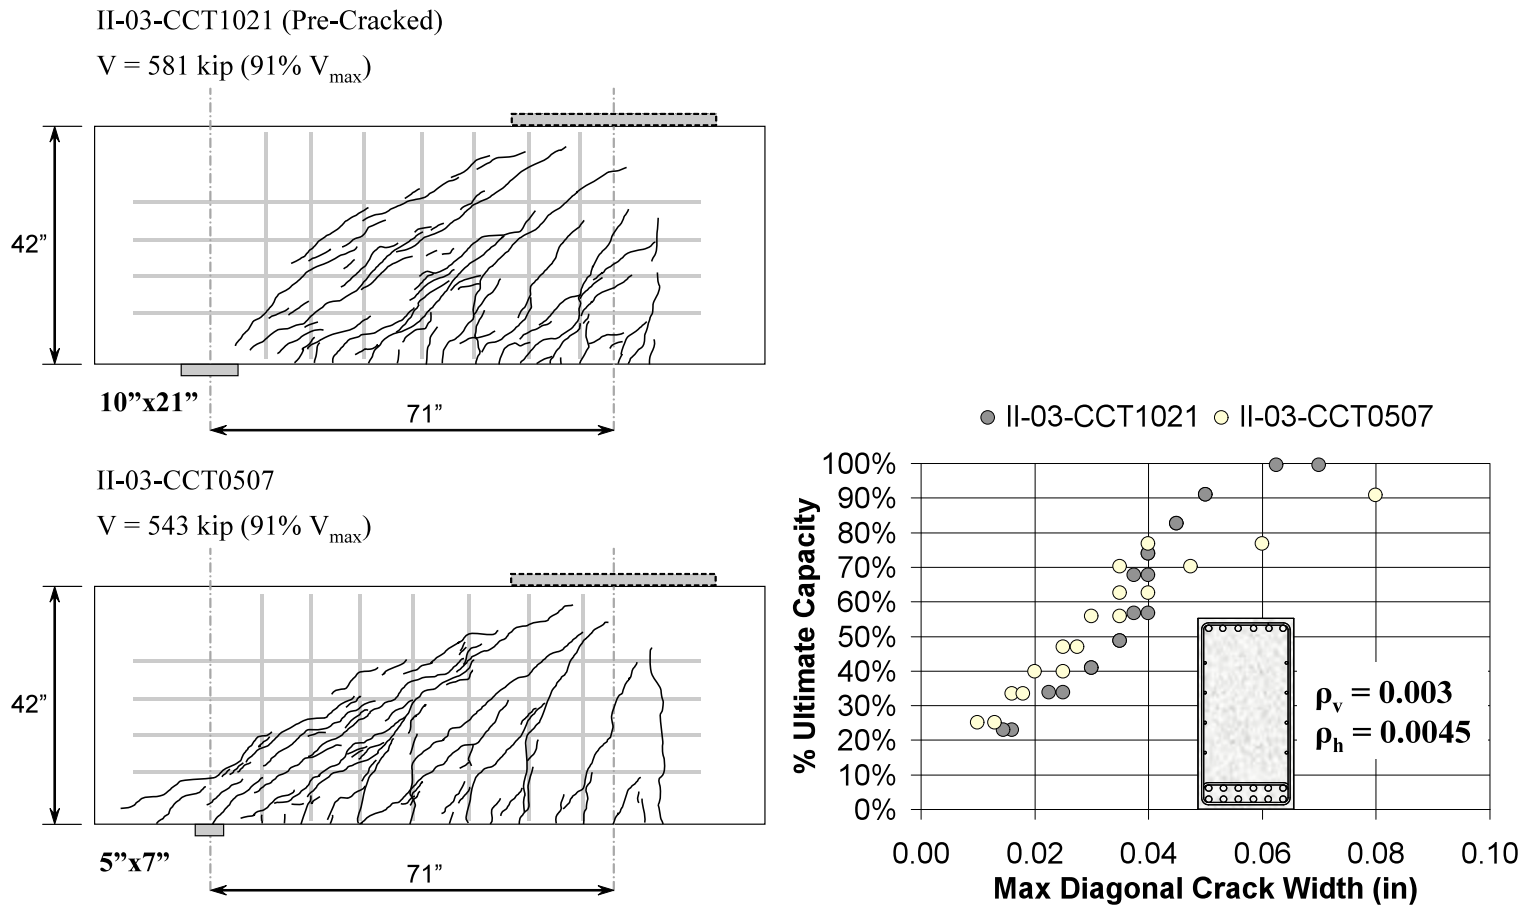 II-03-CCT1021 (Pre-Cracked)
V = 581 kip (91% Vmax)
42”
10”x21”
71”
II-03-CCT0507
V = 543 kip (91% Vmax)
42”
5”x7”
71”
II-03-CCT1021 II-03-CCT0507
% Ultimate Capacity
100%
90%
80%
70%
60%
50%
40%
30%
20%
10%
0%
ρv = 0.003
ρh = 0.0045
0.00 0.02 0.04 0.06 0.08 0.10
Max Diagonal Crack Width (in)